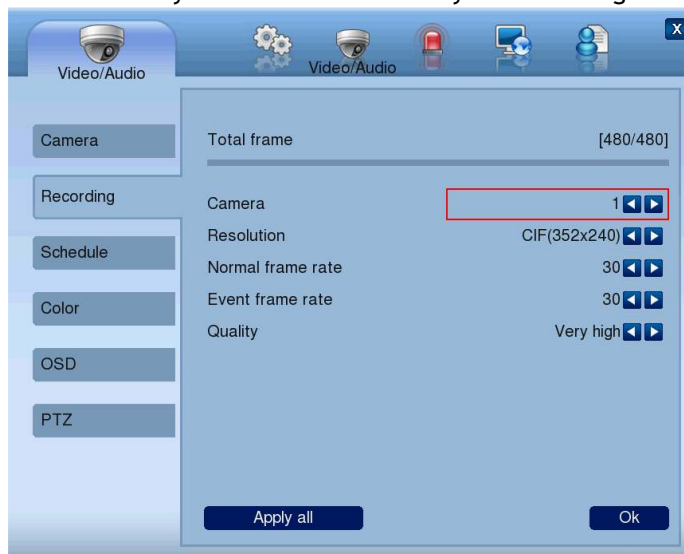 Video/Audio
Video/Audio
X
Camera
Recording
Schedule
Color
OSD
PTZ
Total frame [480/480]
Camera 1
Resolution CIF(352x240)
Normal frame rate 30
Event frame rate 30
Quality Very high
Apply all
Ok